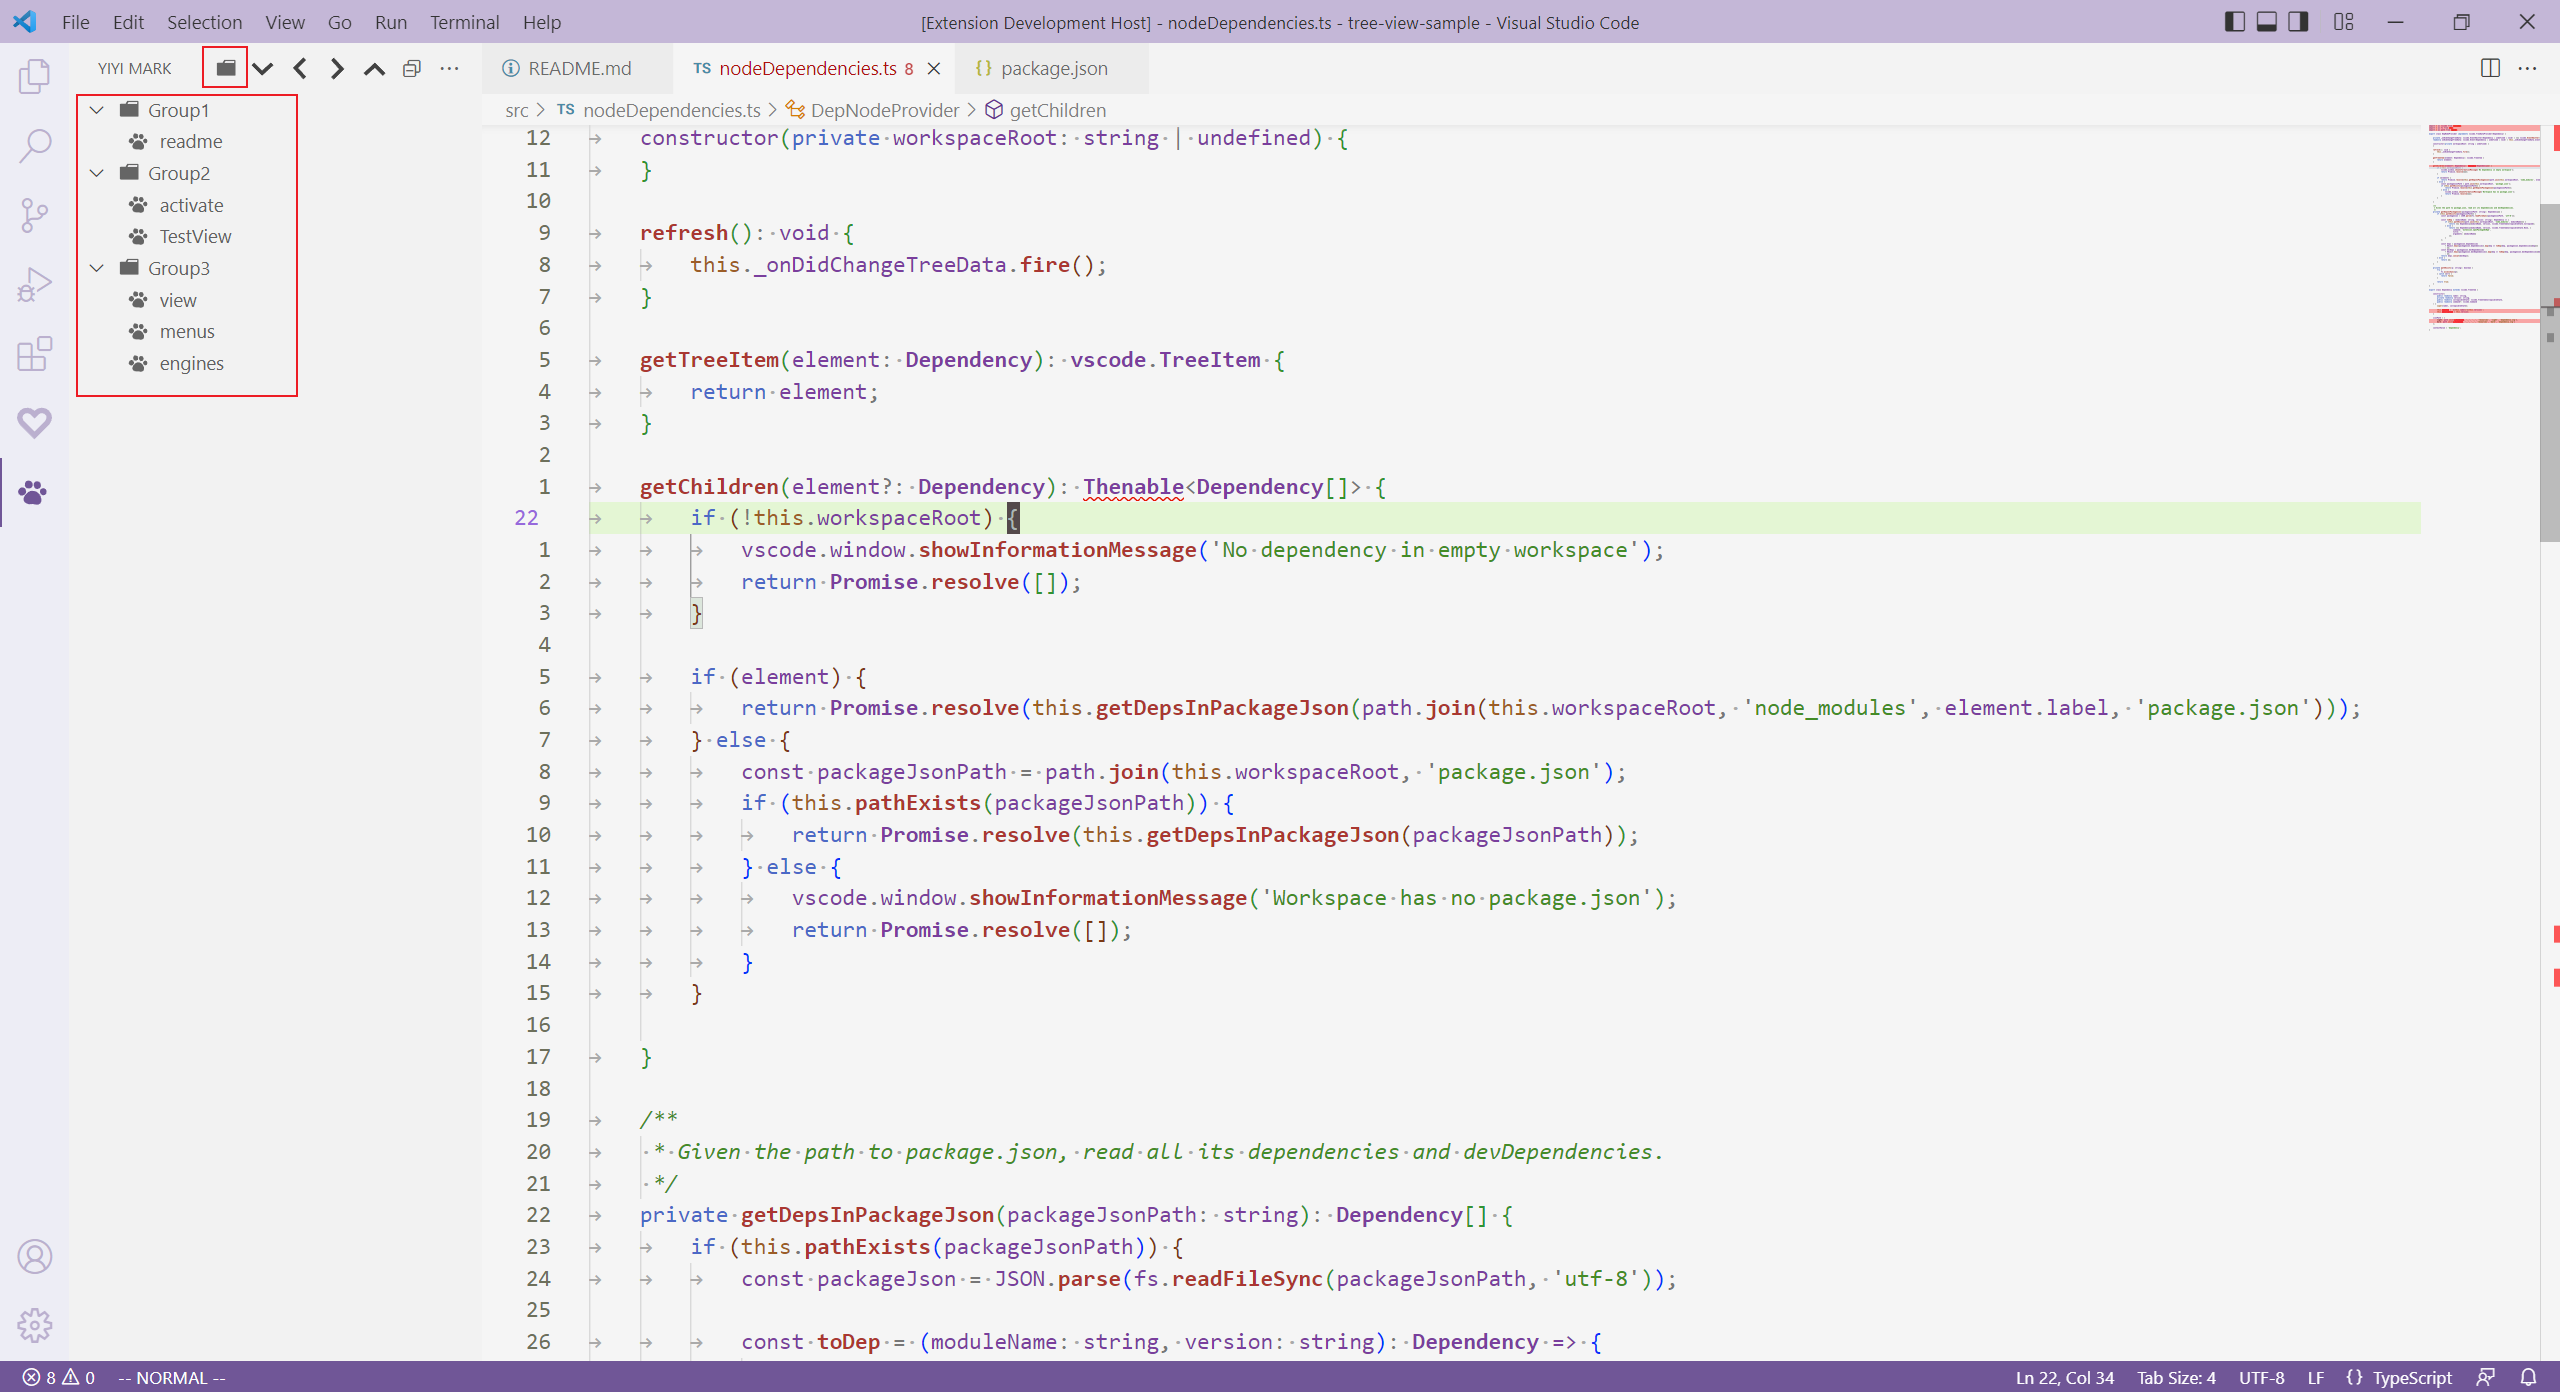 File Edit Selection View Go Run Terminal Help
[Extension Development Host] - nodeDependencies.ts - tree-view-sample - Visual Studio Code
YIYI MARK
Group1
readme
Group2
activate
TestView
Group3
view
menus
engines
README.md
TS nodeDependencies.ts 8
{} package.json
src > TS nodeDependencies.ts > DepNodeProvider > getChildren
12 constructor(private workspaceRoot: string | undefined) {
11 }
10
9 refresh(): void {
8 this._onDidChangeTreeData.fire();
7 }
6
5 getTreeItem(element: Dependency): vscode.TreeItem {
4 return element;
3 }
2
1 getChildren(element?: Dependency): Thenable<Dependency[]> {
22 if (!this.workspaceRoot) {
1 vscode.window.showInformationMessage('No dependency in empty workspace');
2 return Promise.resolve([]);
3 }
4
5 if (element) {
6 return Promise.resolve(this.getDepsInPackageJson(path.join(this.workspaceRoot, 'node_modules', element.label, 'package.json')));
7 } else {
8 const packageJsonPath = path.join(this.workspaceRoot, 'package.json');
9 if (this.pathExists(packageJsonPath)) {
10 return Promise.resolve(this.getDepsInPackageJson(packageJsonPath));
11 } else {
12 vscode.window.showInformationMessage('Workspace has no package.json');
13 return Promise.resolve([]);
14 }
15 }
16
17 }
18
19 /**
20 * Given the path to package.json, read all its dependencies and devDependencies.
21 */
22 private getDepsInPackageJson(packageJsonPath: string): Dependency[] {
23 if (this.pathExists(packageJsonPath)) {
24 const packageJson = JSON.parse(fs.readFileSync(packageJsonPath, 'utf-8'));
25
26 const toDep = (moduleName: string, version: string): Dependency => {
8 0 -- NORMAL --
Ln 22, Col 34 Tab Size: 4 UTF-8 LF {} TypeScript